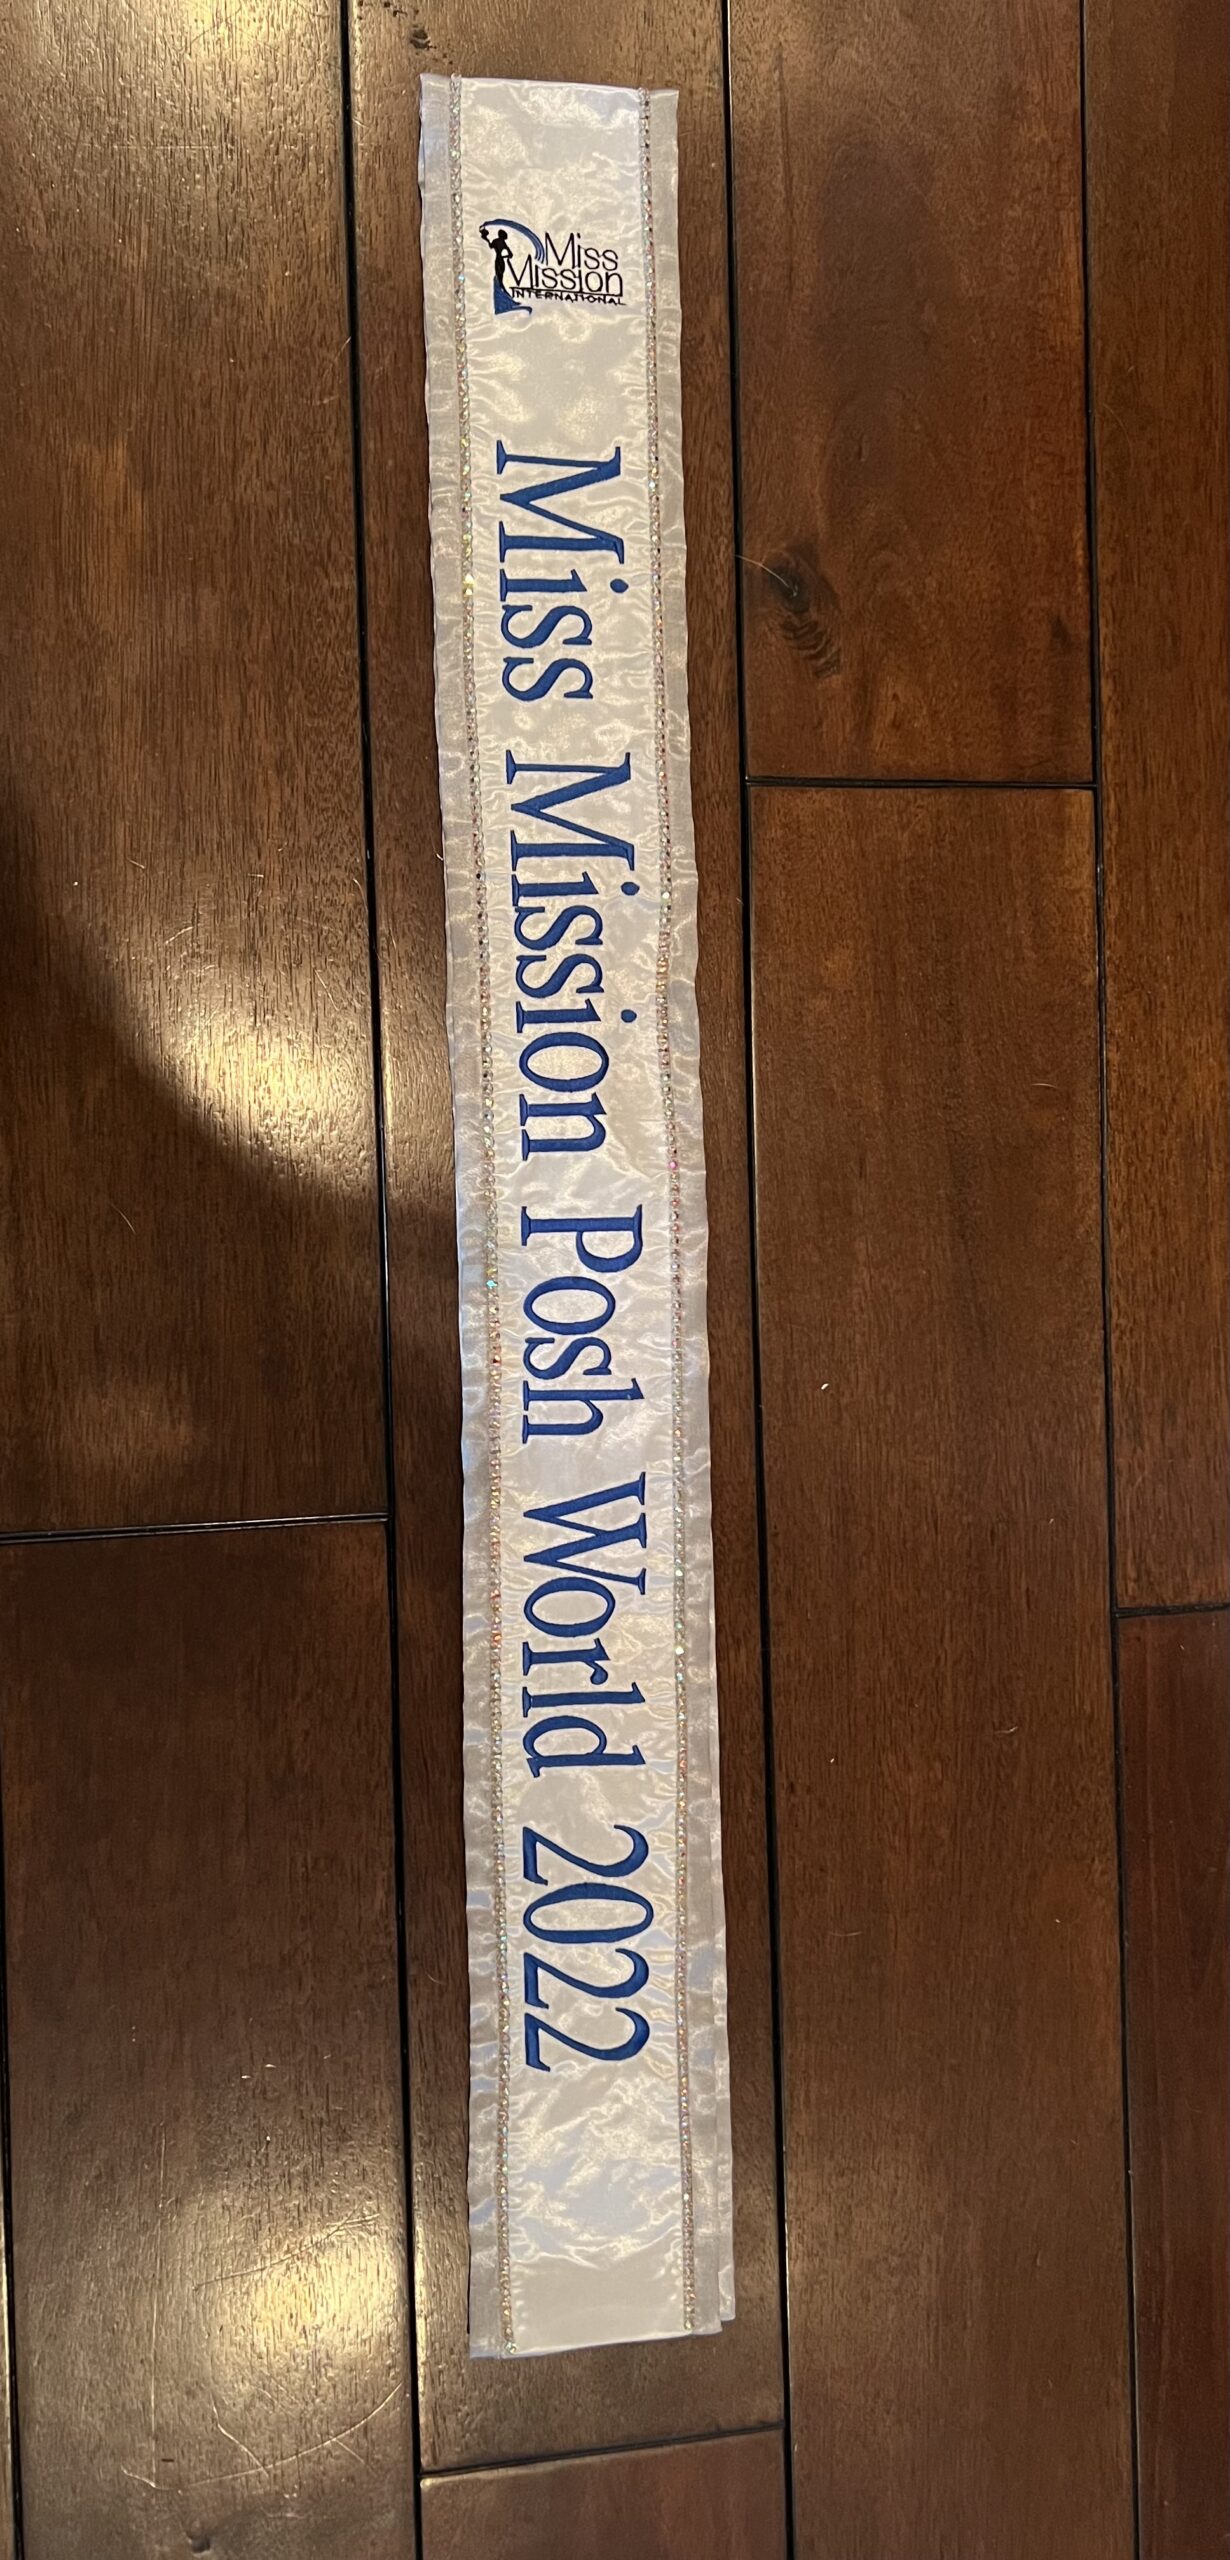 Miss
Mission
INTERNATIONAL
Miss Mission Posh World 2022